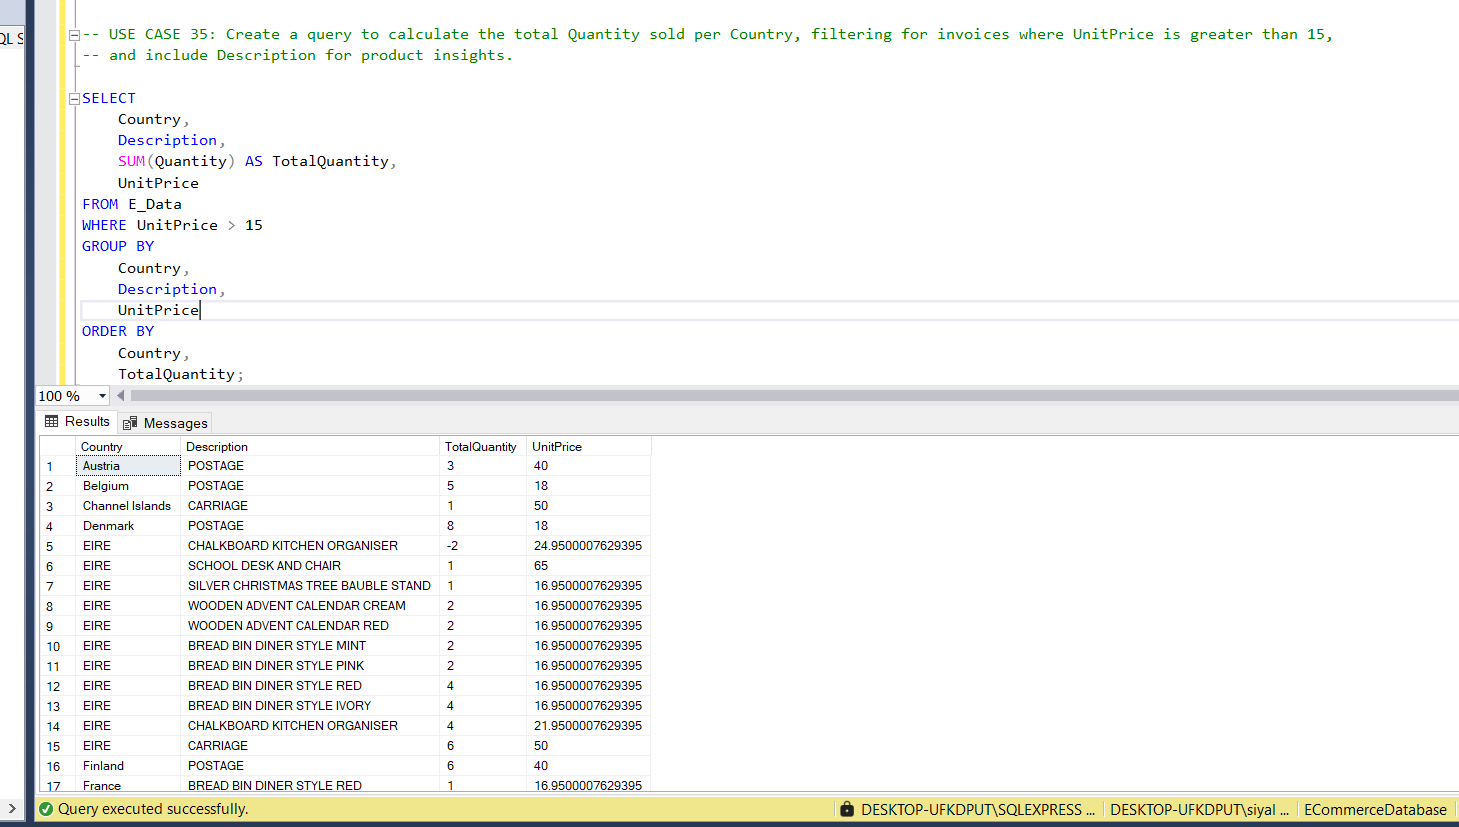 QL S
-- USE CASE 35: Create a query to calculate the total Quantity sold per Country, filtering for invoices where UnitPrice is greater than 15,
-- and include Description for product insights.
SELECT
Country,
Description,
SUM(Quantity) AS TotalQuantity,
UnitPrice
FROM E_Data
WHERE UnitPrice > 15
GROUP BY
Country,
Description,
UnitPrice
ORDER BY
Country,
TotalQuantity;
100 %
Results Messages
Country Description TotalQuantity UnitPrice
1 Austria POSTAGE 3 40
2 Belgium POSTAGE 5 18
3 Channel Islands CARRIAGE 1 50
4 Denmark POSTAGE 8 18
5 EIRE CHALKBOARD KITCHEN ORGANISER -2 24.9500007629395
6 EIRE SCHOOL DESK AND CHAIR 1 65
7 EIRE SILVER CHRISTMAS TREE BAUBLE STAND 1 16.9500007629395
8 EIRE WOODEN ADVENT CALENDAR CREAM 2 16.9500007629395
9 EIRE WOODEN ADVENT CALENDAR RED 2 16.9500007629395
10 EIRE BREAD BIN DINER STYLE MINT 2 16.9500007629395
11 EIRE BREAD BIN DINER STYLE PINK 2 16.9500007629395
12 EIRE BREAD BIN DINER STYLE RED 4 16.9500007629395
13 EIRE BREAD BIN DINER STYLE IVORY 4 16.9500007629395
14 EIRE CHALKBOARD KITCHEN ORGANISER 4 21.9500007629395
15 EIRE CARRIAGE 6 50
16 Finland POSTAGE 6 40
17 France BREAD BIN DINER STYLE RED 1 16.9500007629395
Query executed successfully. DESKTOP-UFKDPUT\SQLEXPRESS ... DESKTOP-UFKDPUT\siyal ... ECommerceDatabase